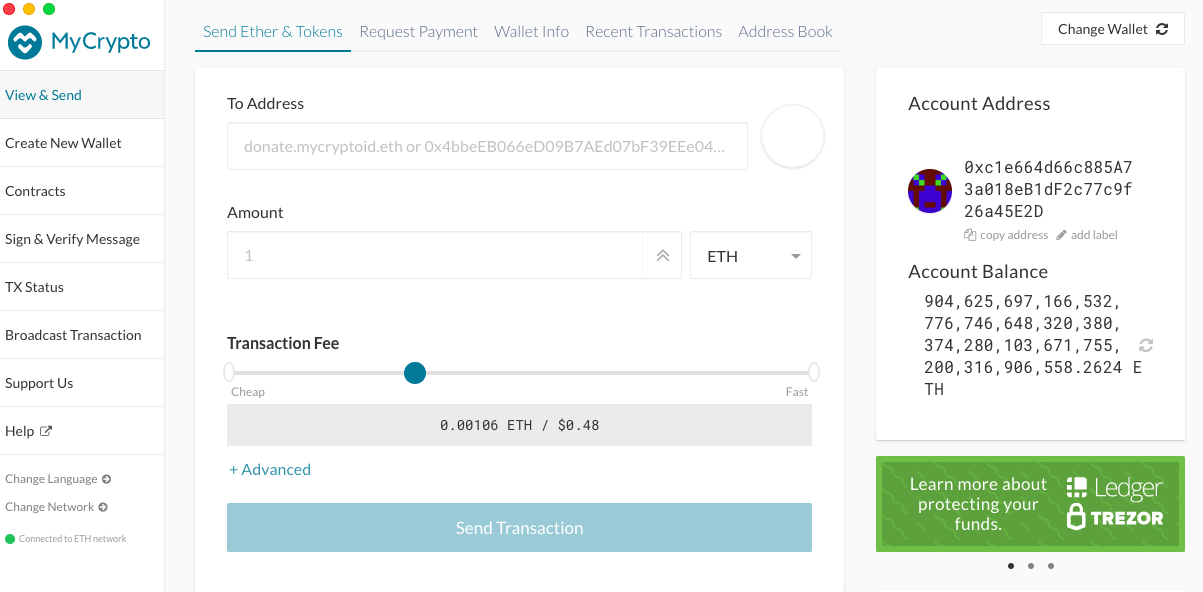 MyCrypto
View & Send
Create New Wallet
Contracts
Sign & Verify Message
TX Status
Broadcast Transaction
Support Us
Help
Change Language
Change Network
Connected to ETH network
Send Ether & Tokens
Request Payment
Wallet Info
Recent Transactions
Address Book
Change Wallet
To Address
donate.mycryptoid.eth or 0x4bbeEB066eD09B7AEd07bF39EEe04...
Amount
1
ETH
Transaction Fee
Cheap
Fast
0.00106 ETH / $0.48
+ Advanced
Send Transaction
Account Address
0xc1e664d66c885A7
3a018eB1dF2c77c9f
26a45E2D
copy address
add label
Account Balance
904,625,697,166,532,
776,746,648,320,380,
374,280,103,671,755,
200,316,906,558.2624 E
TH
Learn more about
protecting your
funds.
Ledger
TREZOR